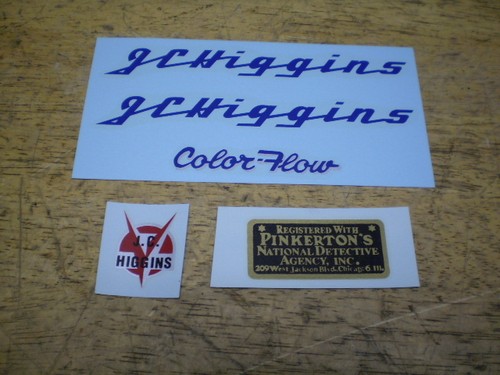 JCHiggins
JCHiggins
Color-Flow
J.C.
HIGGINS
REGISTERED WITH
PINKERTON'S
NATIONAL DETECTIVE
AGENCY, INC.
209 West Jackson Blvd. Chicago 6. Ill.